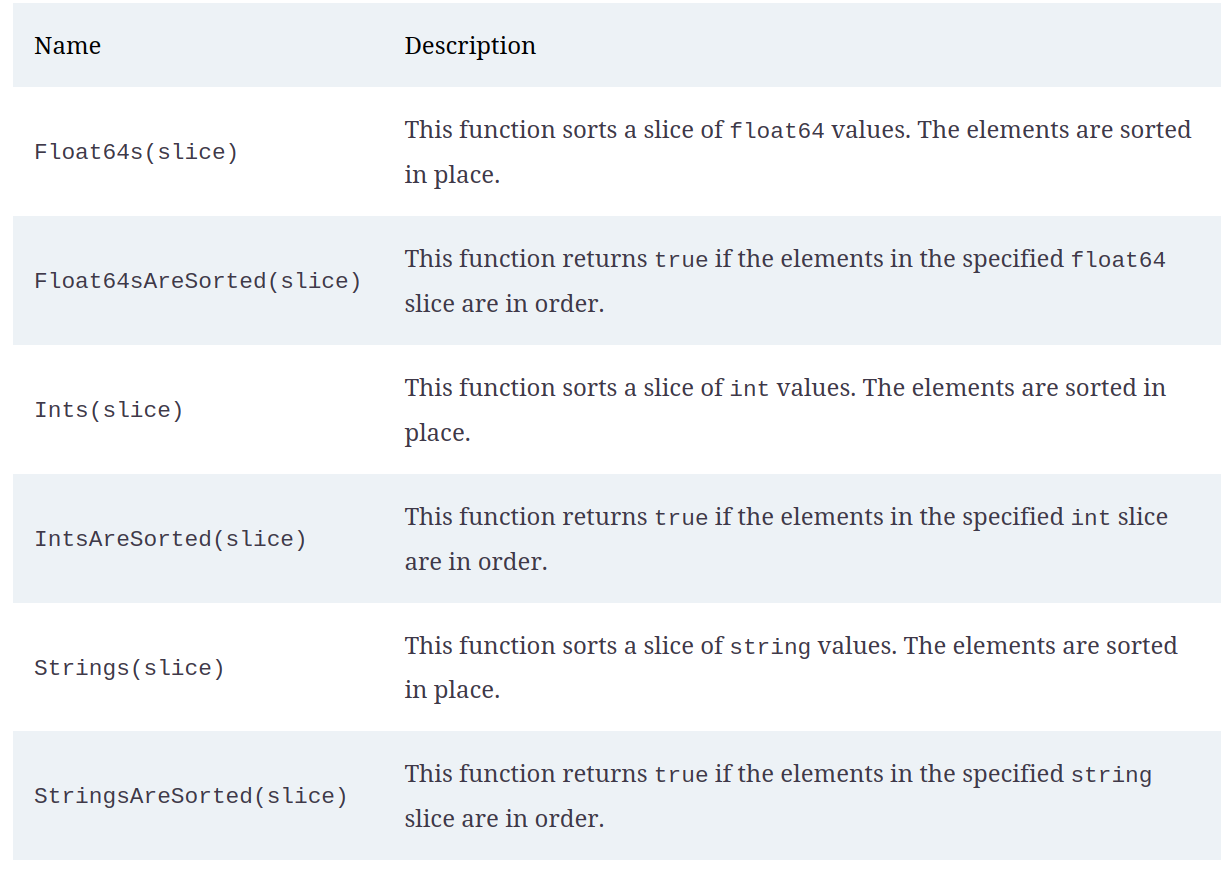 Name Description
This function sorts a slice of float64 values. The elements are sorted
Float64s(slice)
in place.
This function returns true if the elements in the specified float64
Float64sAreSorted(slice)
slice are in order.
This function sorts a slice of int values. The elements are sorted in
Ints(slice)
place.
This function returns true if the elements in the specified int slice
IntsAreSorted(slice)
are in order.
This function sorts a slice of string values. The elements are sorted
Strings(slice)
in place.
This function returns true if the elements in the specified string
StringsAreSorted(slice)
slice are in order.